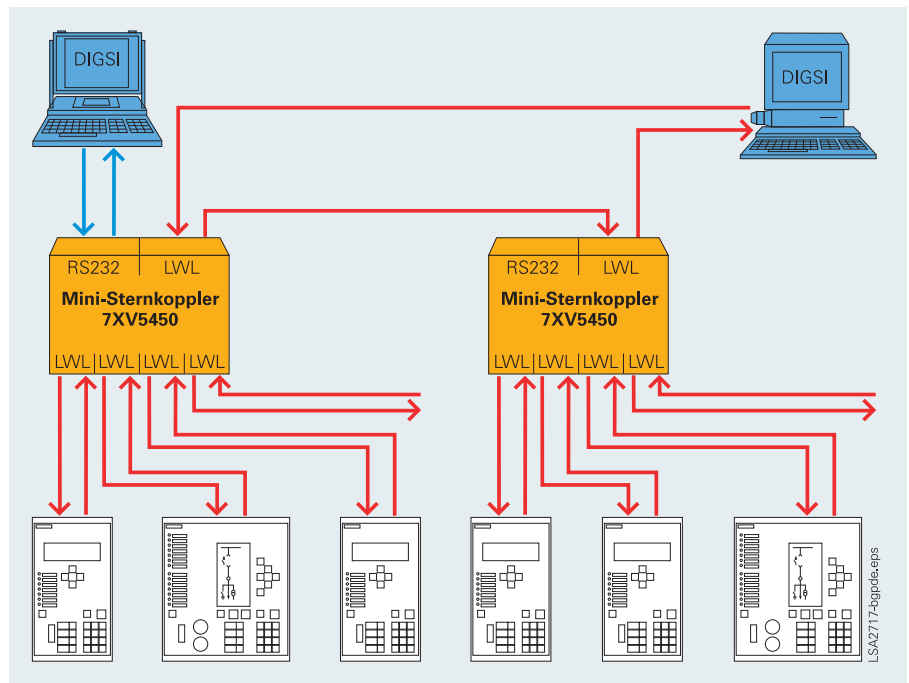 DIGSI
DIGSI
RS232 LWL
Mini-Sternkoppler
7XV5450
LWL LWL LWL LWL
RS232 LWL
Mini-Sternkoppler
7XV5450
LWL LWL LWL LWL
LSA2717-bgpde.eps